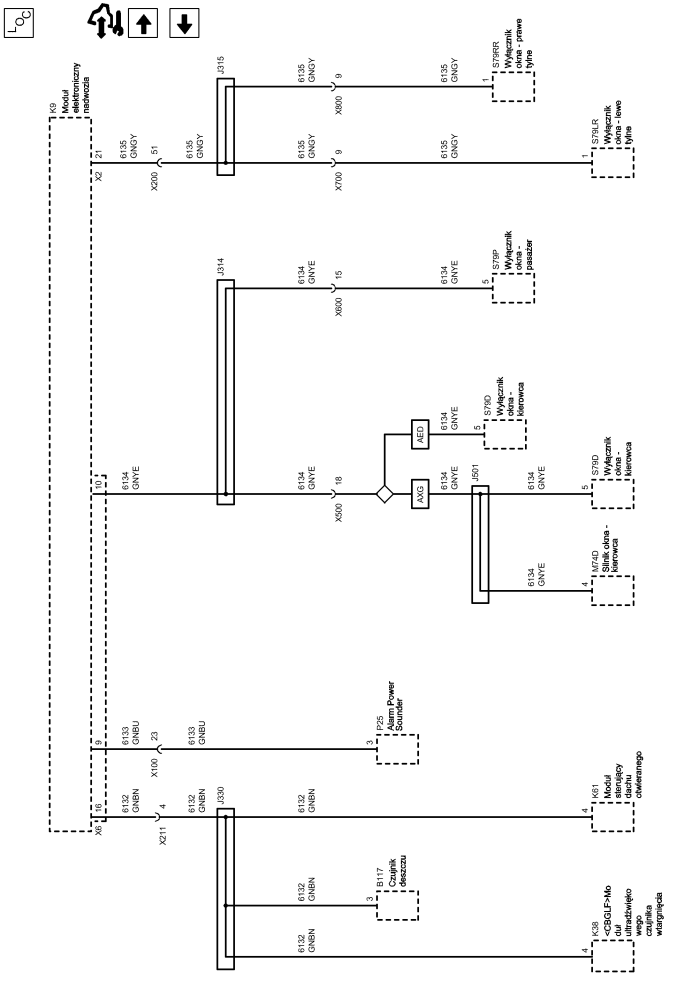 LOC
K9
Moduł
elektroniczny
nadwozia
X6
16
9
10
X2
21
6132
GNBN
X211
4
6132
GNBN
J330
6132
GNBN
6132
GNBN
6132
GNBN
4
K38
<CBGLF>Mo
duł
ultradźwięko
wego
czujnika
wtargnięcia
3
B117
Czujnik
deszczu
4
K61
Moduł
sterujący
dachu
otwieranego
6133
GNBU
X100
23
6133
GNBU
3
P25
Alarm Power
Sounder
6134
GNYE
J314
6134
GNYE
X500
18
AXG
AED
6134
GNYE
6134
GNYE
J501
6134
GNYE
4
M74D
Silnik okna -
kierowca
6134
GNYE
5
S79D
Wyłącznik
okna -
kierowca
5
S79D
Wyłącznik
okna -
kierowca
6134
GNYE
X600
15
6134
GNYE
5
S79P
Wyłącznik
okna -
pasażer
6135
GNGY
X200
51
6135
GNGY
J315
6135
GNGY
X700
9
6135
GNGY
1
S79LR
Wyłącznik
okna - lewe
tylne
6135
GNGY
X800
9
6135
GNGY
1
S79RR
Wyłącznik
okna - prawe
tylne